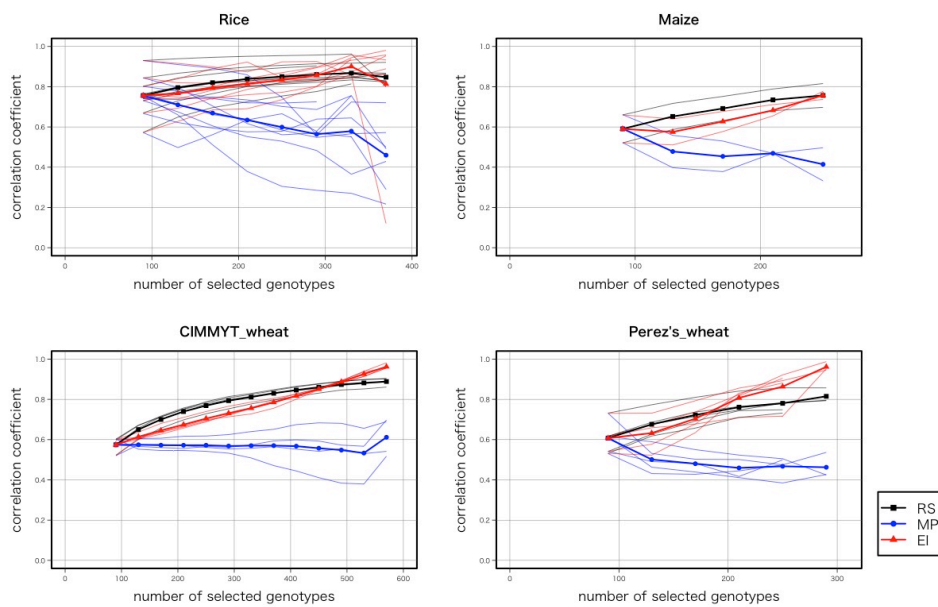 Rice
correlation coefficient
1.0
0.8
0.6
0.4
0.2
0.0
0 100 200 300 400
number of selected genotypes
Maize
correlation coefficient
1.0
0.8
0.6
0.4
0.2
0.0
0 100 200
number of selected genotypes
CIMMYT_wheat
correlation coefficient
1.0
0.8
0.6
0.4
0.2
0.0
0 100 200 300 400 500 600
number of selected genotypes
Perez's_wheat
correlation coefficient
1.0
0.8
0.6
0.4
0.2
0.0
0 100 200 300
number of selected genotypes
RS
MP
EI